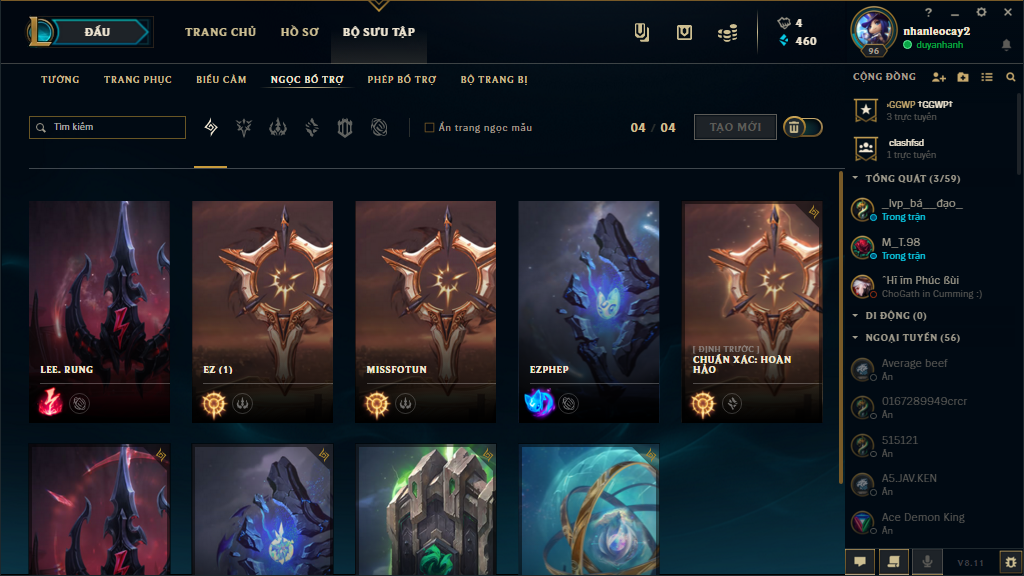 ĐẤU
TRANG CHỦ
HỒ SƠ
BỘ SƯU TẬP
4
460
96
nhanleocay2
duyanhanh
TƯỚNG
TRANG PHỤC
BIỂU CẢM
NGỌC BỔ TRỢ
PHÉP BỔ TRỢ
BỘ TRANG BỊ
Tìm kiếm
Ẩn trang ngọc mẫu
04 / 04
TẠO MỚI
LEE. RUNG
EZ (1)
MISSFOTUN
EZPHEP
[ ĐỊNH TRƯỚC ]
CHUẨN XÁC: HOÀN
HẢO
CỘNG ĐỒNG
GGWP †GGWP†
3 trực tuyến
clashfsd
1 trực tuyến
TỔNG QUÁT (3/59)
_lvp_bá__đạo_
Trong trận
M_T.98
Trong trận
˜Hĩ ĩm Phúc ßùi
ChoGath in Cumming :)
DI ĐỘNG (0)
NGOẠI TUYẾN (56)
Average beef
Ẩn
0167289949crcr
Ẩn
515121
Ẩn
A5.JAV.KEN
Ẩn
Ace Demon King
Ẩn
V8.11